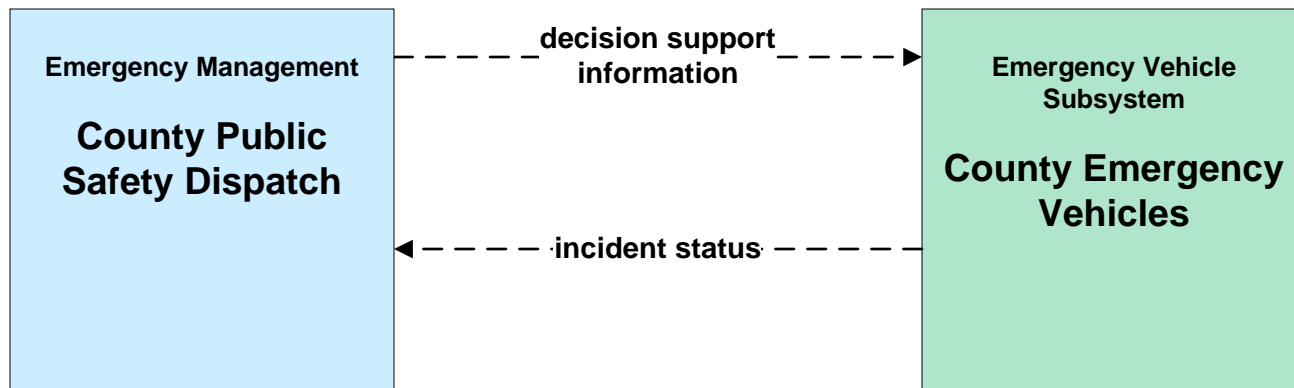 Emergency Management
County Public
Safety Dispatch
decision support
information
incident status
Emergency Vehicle
Subsystem
County Emergency
Vehicles